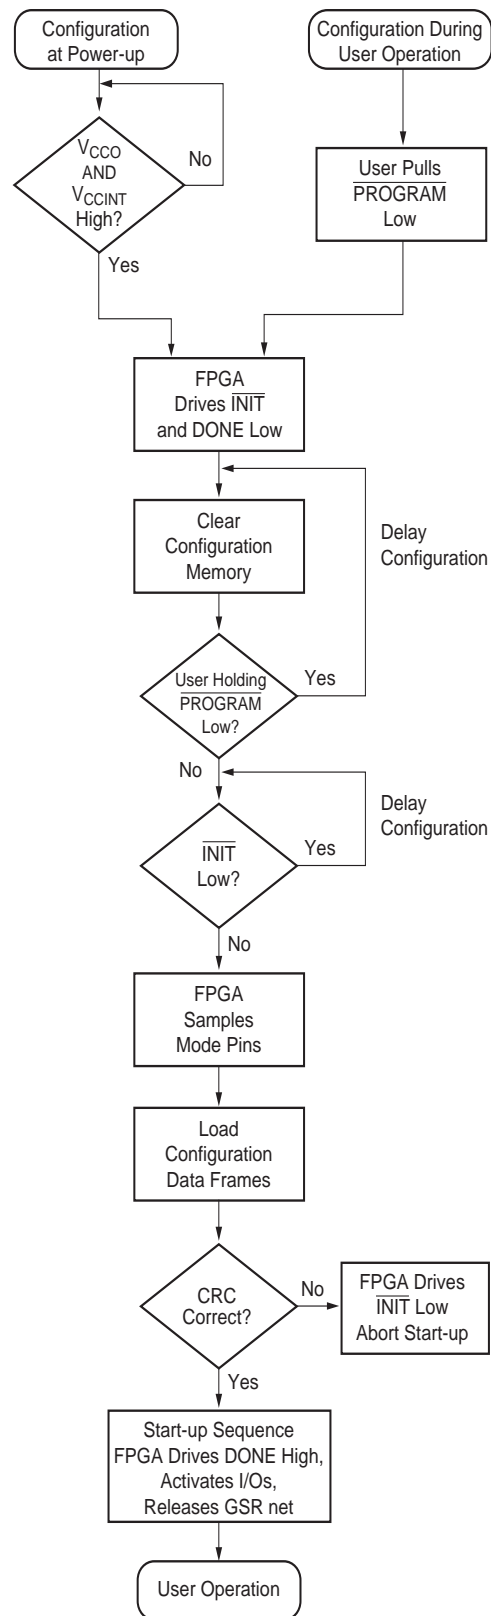 Configuration
at Power-up
Configuration During
User Operation
No
VCCO
AND
VCCINT
High?
User Pulls
PROGRAM
Low
Yes
FPGA
Drives INIT
and DONE Low
Clear
Configuration
Memory
Delay
Configuration
User Holding
PROGRAM
Low?
Yes
No
Delay
Configuration
INIT
Low?
Yes
No
FPGA
Samples
Mode Pins
Load
Configuration
Data Frames
CRC
Correct?
No
FPGA Drives
INIT Low
Abort Start-up
Yes
Start-up Sequence
FPGA Drives DONE High,
Activates I/Os,
Releases GSR net
User Operation